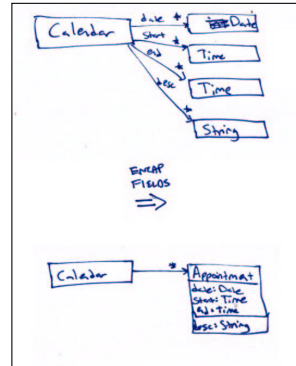 Calendar
date *
Date
start *
Time
end *
Time
desc *
String
ENCAP
FIELDS
Calendar
*
Appointment
date: Date
start: Time
end: Time
desc: String